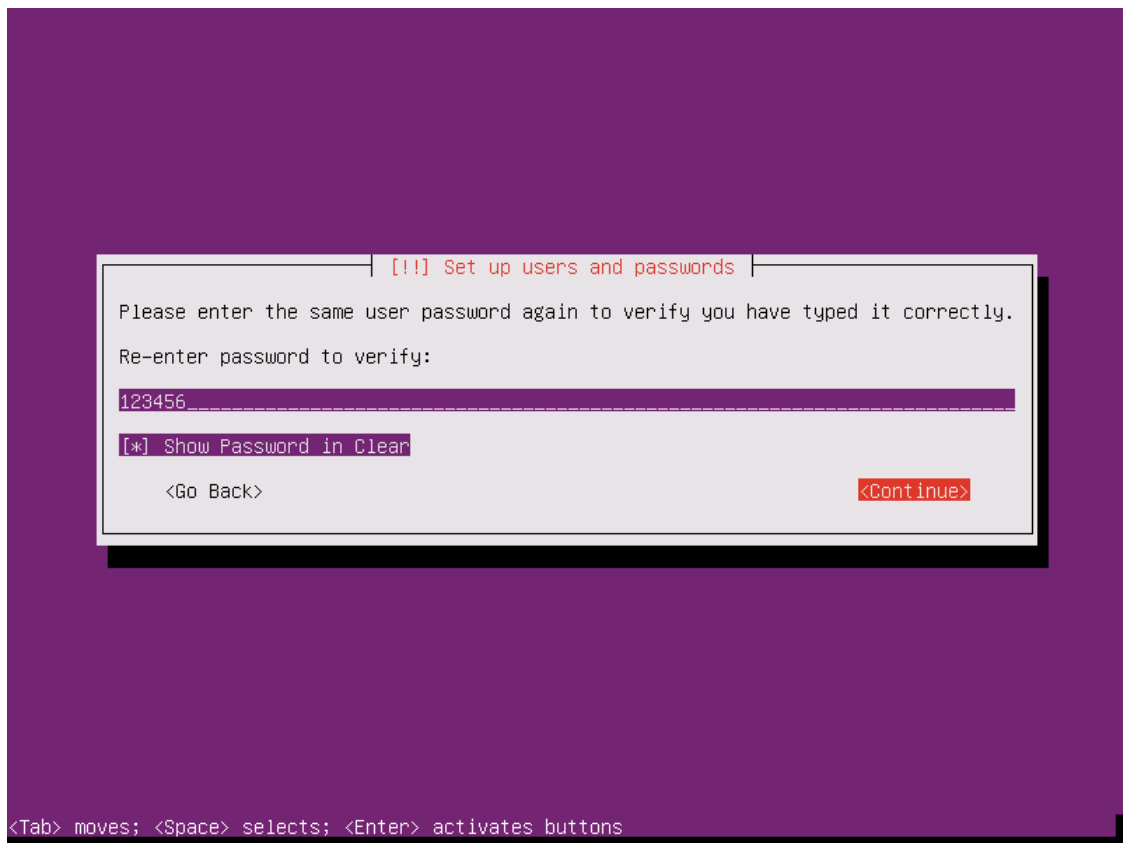 [!!] Set up users and passwords
Please enter the same user password again to verify you have typed it correctly.
Re-enter password to verify:
123456__________________________________________________________________________
[*] Show Password in Clear
<Go Back> <Continue>
<Tab> moves; <Space> selects; <Enter> activates buttons